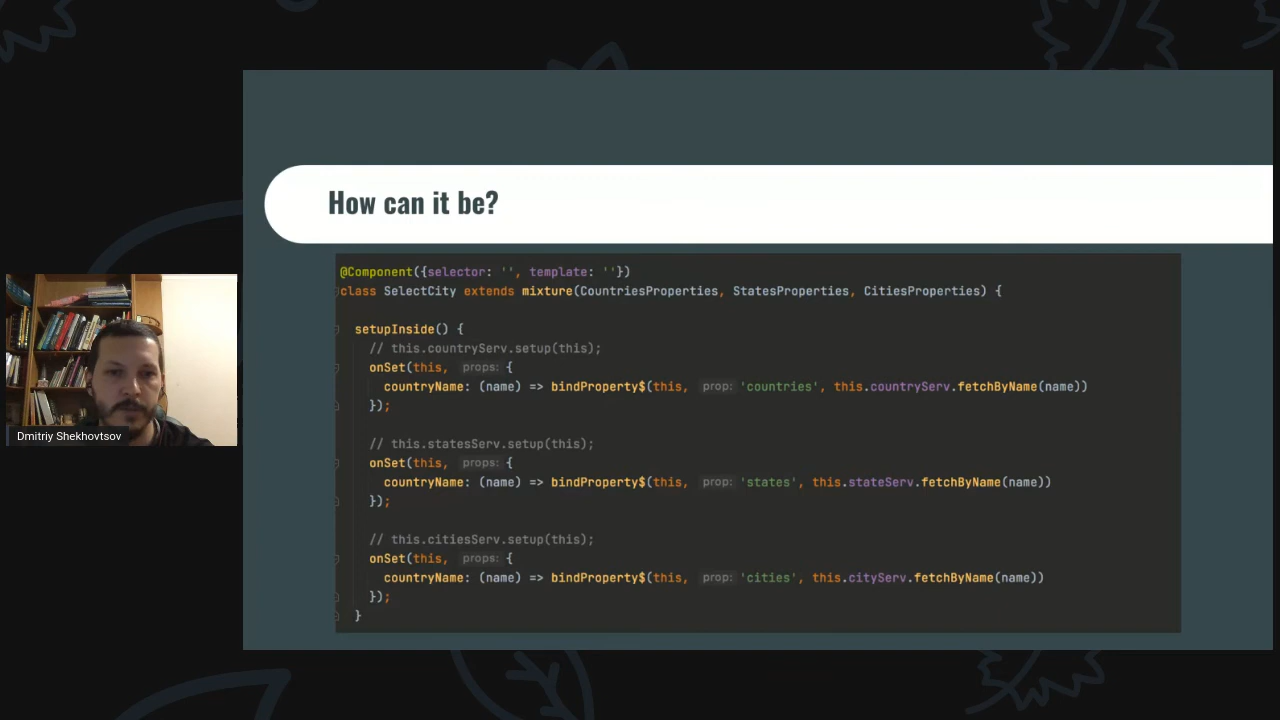 How can it be?
@Component({selector: '', template: ''})
class SelectCity extends mixture(CountriesProperties, StatesProperties, CitiesProperties) {
setupInside() {
// this.countryServ.setup(this);
onSet(this, props: {
countryName: (name) => bindProperty$(this, prop: 'countries', this.countryServ.fetchByName(name))
});
// this.statesServ.setup(this);
onSet(this, props: {
countryName: (name) => bindProperty$(this, prop: 'states', this.stateServ.fetchByName(name))
});
// this.citiesServ.setup(this);
onSet(this, props: {
countryName: (name) => bindProperty$(this, prop: 'cities', this.cityServ.fetchByName(name))
});
}
Dmitriy Shekhovtsov